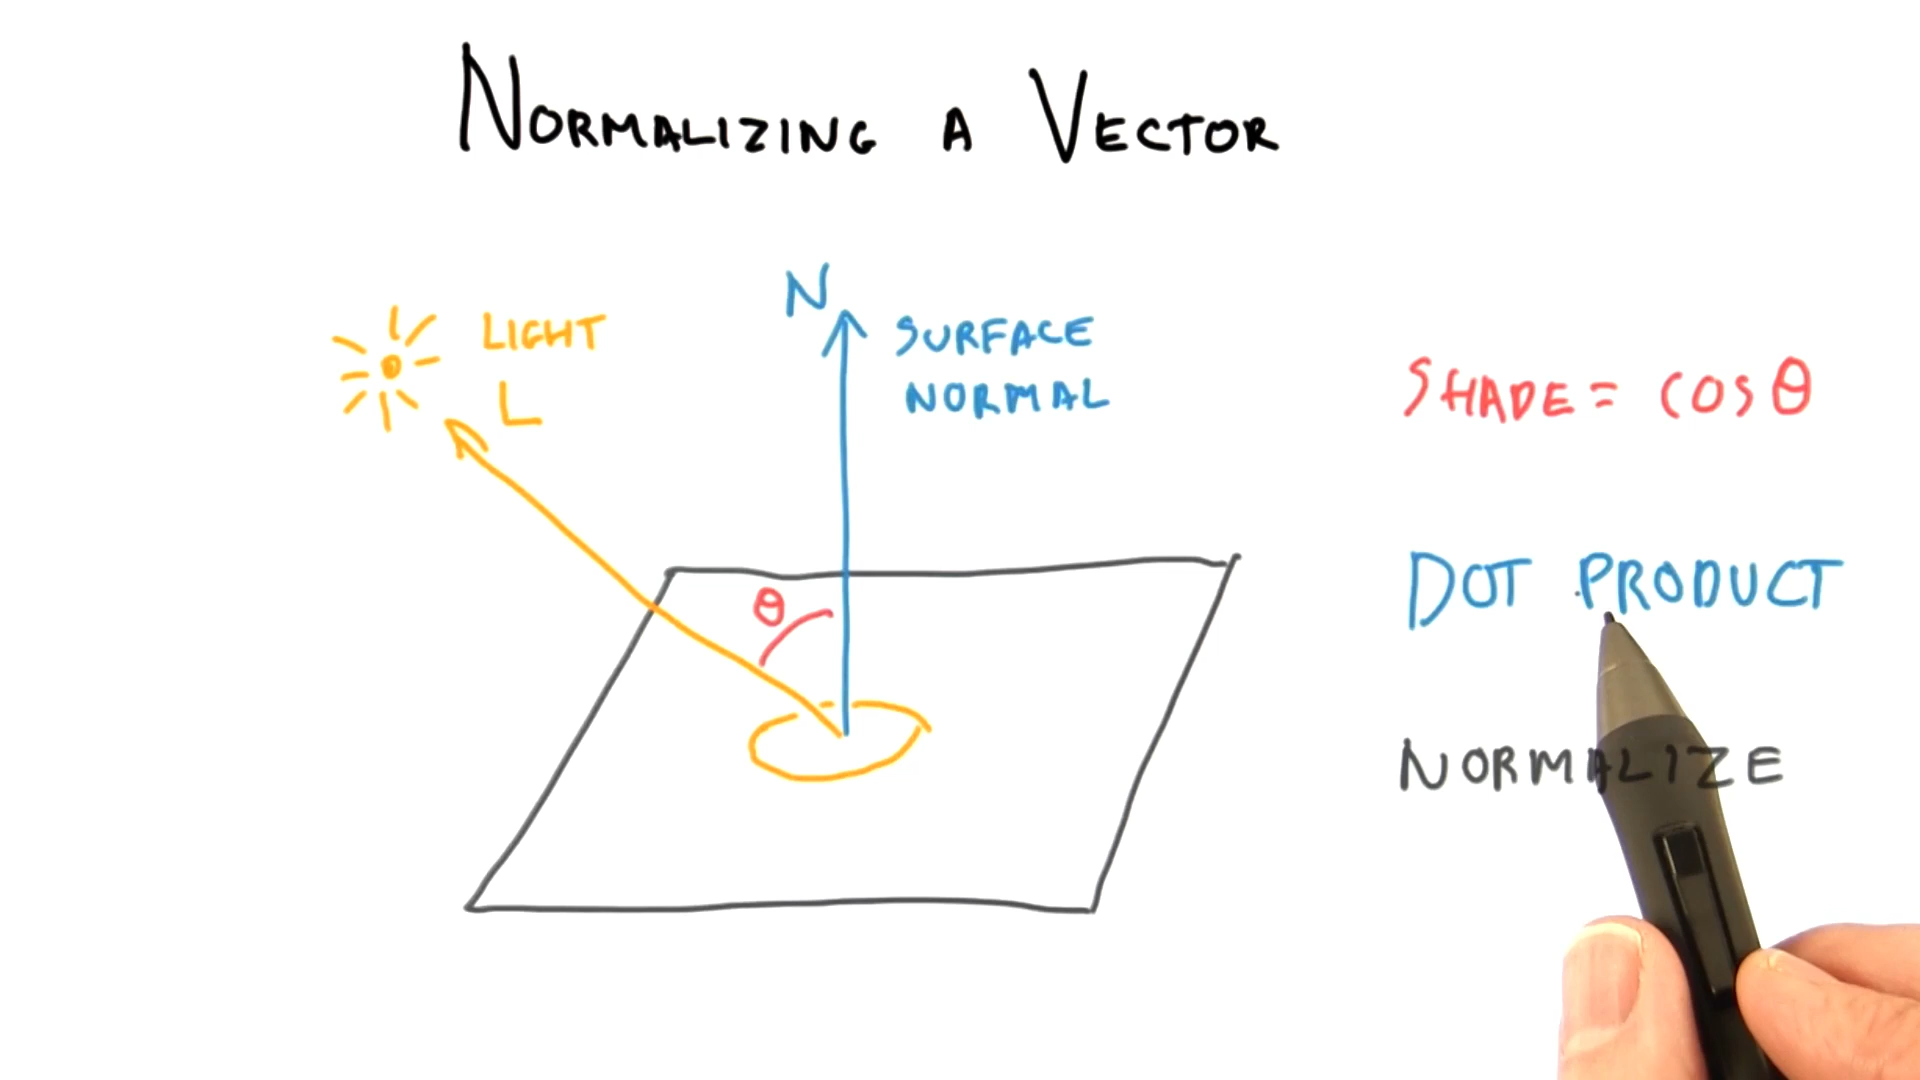 NORMALIZING A VECTOR
N
LIGHT
L
SURFACE
NORMAL
SHADE = COS θ
DOT PRODUCT
θ
NORMALIZE